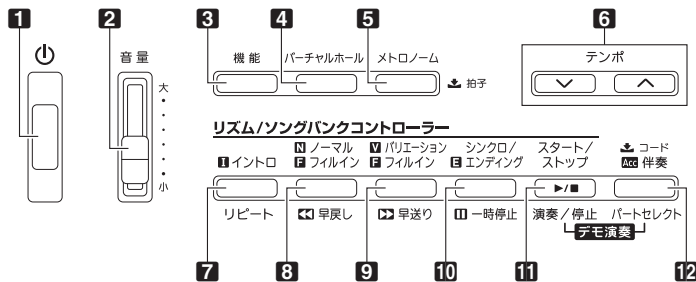 1 2 3 4 5 6
音量
大
小
機能 バーチャルホール メトロノーム
拍子
テンポ
リズム/ソングバンクコントローラー
N ノーマル V バリエーション シンクロ/ スタート/ コード
I イントロ F フィルイン F フィルイン E エンディング ストップ Acc 伴奏
▶/■
リピート ◀◀ 早戻し ▶▶ 早送り 一時停止 演奏/停止 パートセレクト
デモ演奏
7 8 9 10 11 12